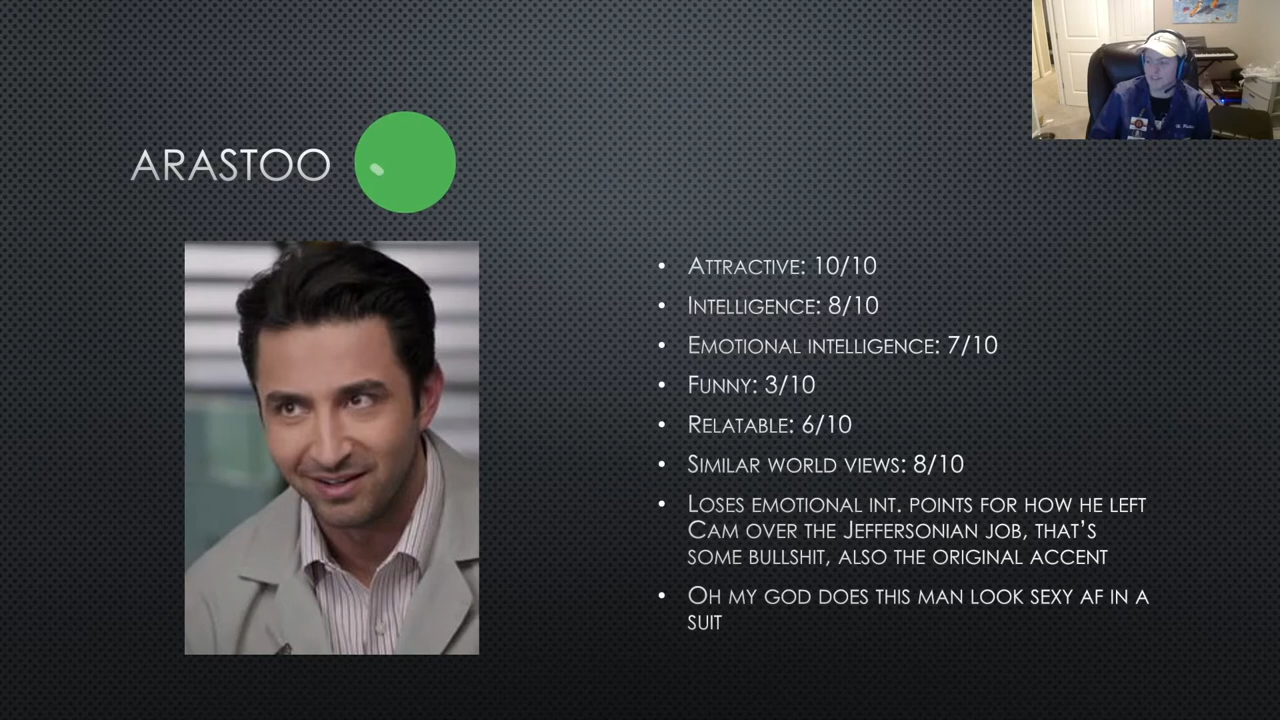 ARASTOO
• ATTRACTIVE: 10/10
• INTELLIGENCE: 8/10
• EMOTIONAL INTELLIGENCE: 7/10
• FUNNY: 3/10
• RELATABLE: 6/10
• SIMILAR WORLD VIEWS: 8/10
• LOSES EMOTIONAL INT. POINTS FOR HOW HE LEFT
CAM OVER THE JEFFERSONIAN JOB, THAT'S
SOME BULLSHIT, ALSO THE ORIGINAL ACCENT
• OH MY GOD DOES THIS MAN LOOK SEXY AF IN A
SUIT